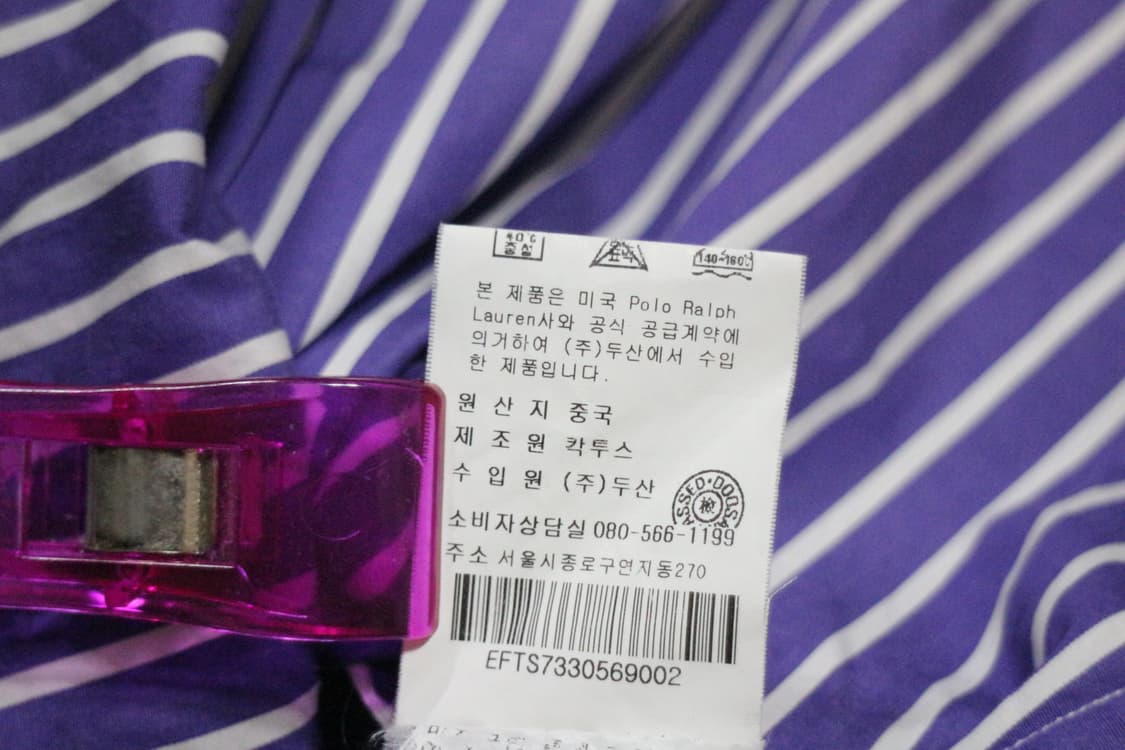 40℃ 140~160℃
중성
본 제품은 미국 Polo Ralph
Lauren사와 공식 공급계약에
의거하여 (주)두산에서 수입
한 제품입니다.
원 산 지 중국
제 조 원 칵투스
수 입 원 (주)두산
PASSED·DOOSAN
檢
소비자상담실 080-566-1199
주소 서울시종로구연지동270
EFTS7330569002